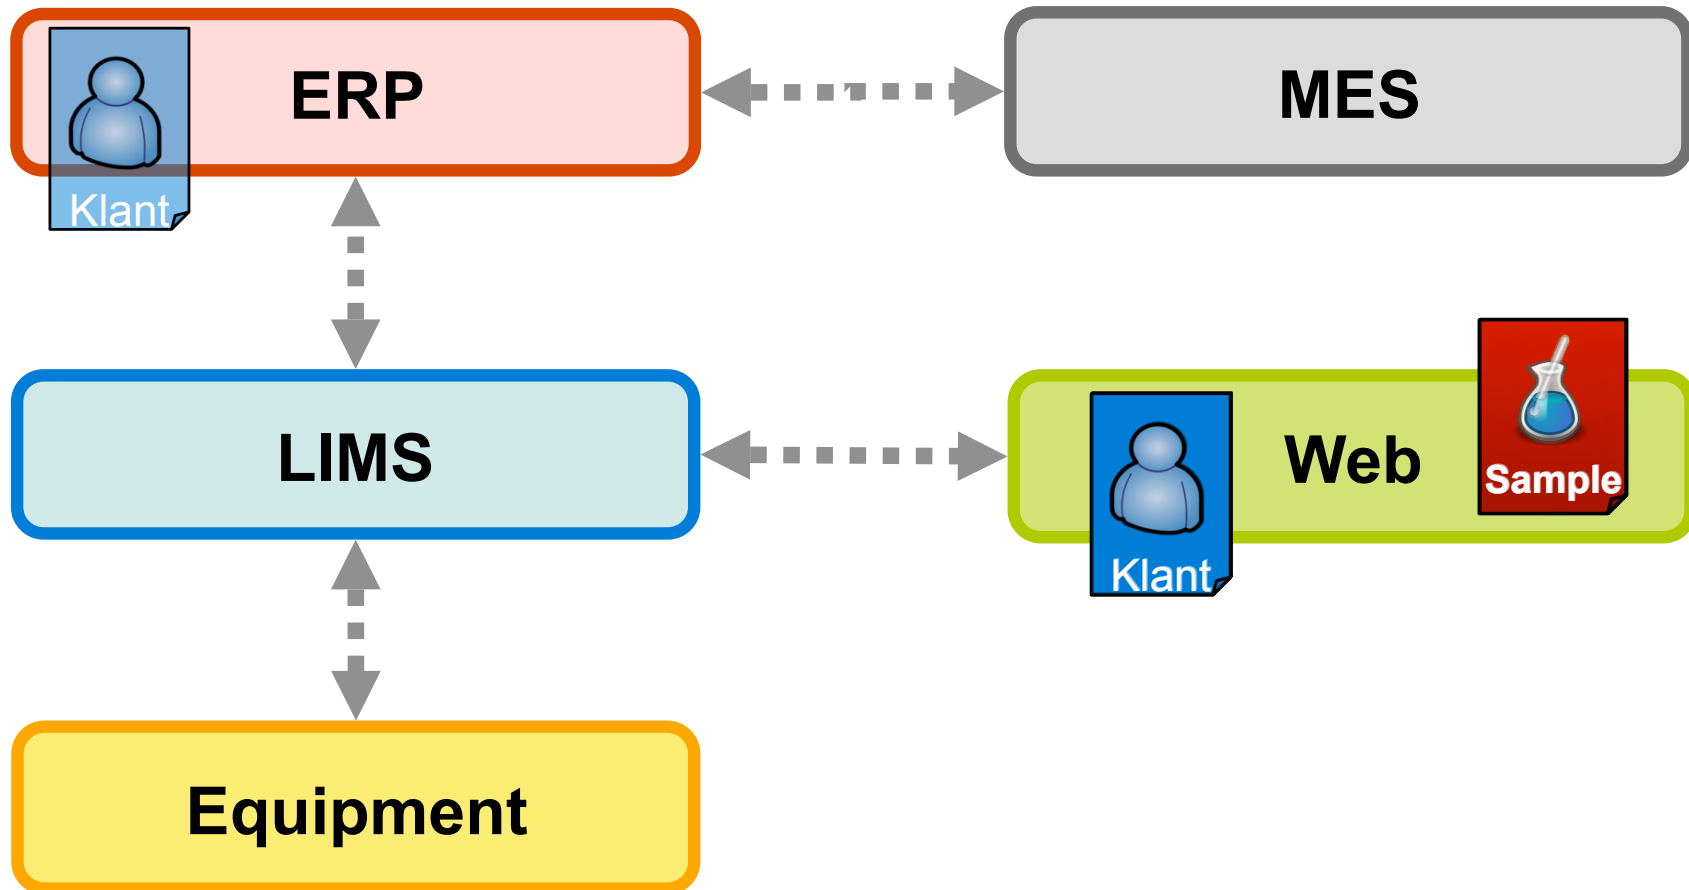 ERP
MES
Klant
LIMS
Web
Sample
Klant
Equipment